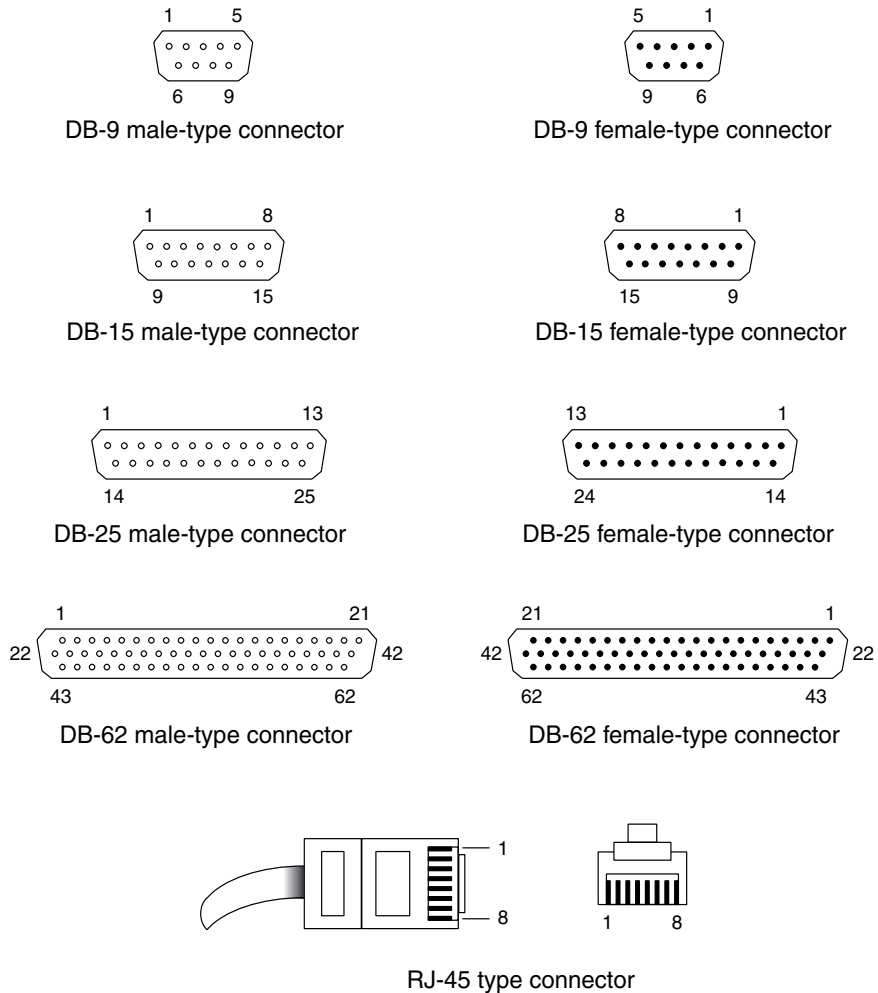 1 5 5 1
6 9 9 6
DB-9 male-type connector DB-9 female-type connector
1 8 8 1
9 15 15 9
DB-15 male-type connector DB-15 female-type connector
1 13 13 1
14 25 24 14
DB-25 male-type connector DB-25 female-type connector
1 21 21 1
22 42 42 22
43 62 62 43
DB-62 male-type connector DB-62 female-type connector
1
8 1 8
RJ-45 type connector